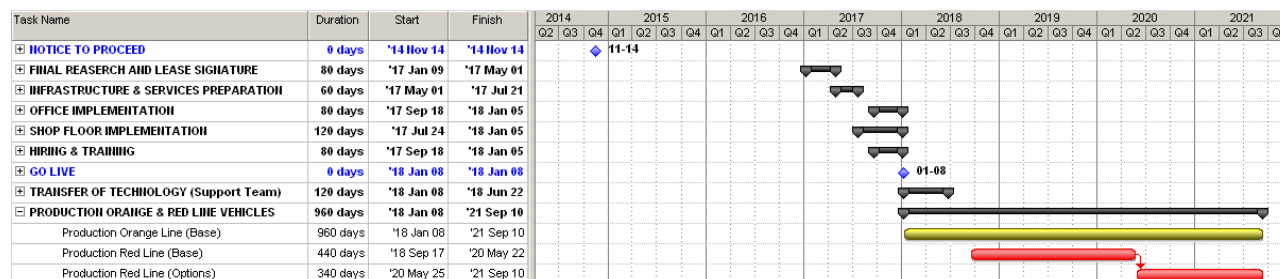 Task Name Duration Start Finish 2014 2015 2016 2017 2018 2019 2020 2021
Q2 Q3 Q4 Q1 Q2 Q3 Q4 Q1 Q2 Q3 Q4 Q1 Q2 Q3 Q4 Q1 Q2 Q3 Q4 Q1 Q2 Q3 Q4 Q1 Q2 Q3 Q4 Q1 Q2 Q3
NOTICE TO PROCEED 0 days '14 Nov 14 '14 Nov 14 11-14
FINAL REASERCH AND LEASE SIGNATURE 80 days '17 Jan 09 '17 May 01
INFRASTRUCTURE & SERVICES PREPARATION 60 days '17 May 01 '17 Jul 21
OFFICE IMPLEMENTATION 80 days '17 Sep 18 '18 Jan 05
SHOP FLOOR IMPLEMENTATION 120 days '17 Jul 24 '18 Jan 05
HIRING & TRAINING 80 days '17 Sep 18 '18 Jan 05
GO LIVE 0 days '18 Jan 08 '18 Jan 08 01-08
TRANSFER OF TECHNOLOGY (Support Team) 120 days '18 Jan 08 '18 Jun 22
PRODUCTION ORANGE & RED LINE VEHICLES 960 days '18 Jan 08 '21 Sep 10
Production Orange Line (Base) 960 days '18 Jan 08 '21 Sep 10
Production Red Line (Base) 440 days '18 Sep 17 '20 May 22
Production Red Line (Options) 340 days '20 May 25 '21 Sep 10